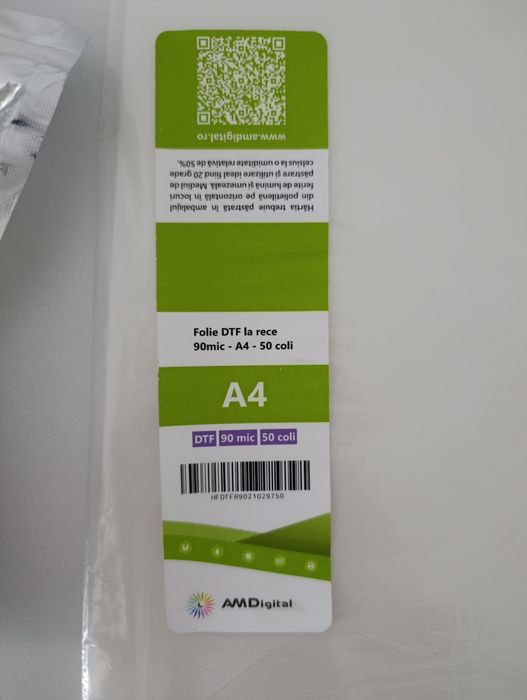 www.amdigital.ro
Hârtia trebuie păstrată în ambalajul
din polietilenă pe orizontală în locuri
ferite de lumină și umezeală. Mediul de
păstrare și utilizare ideal fiind 20 grade
celsius la o umiditate relativă de 50%.
Folie DTF la rece
90mic - A4 - 50 coli
A4
DTF 90 mic 50 coli
HFDTFR9021029750
AMDigital